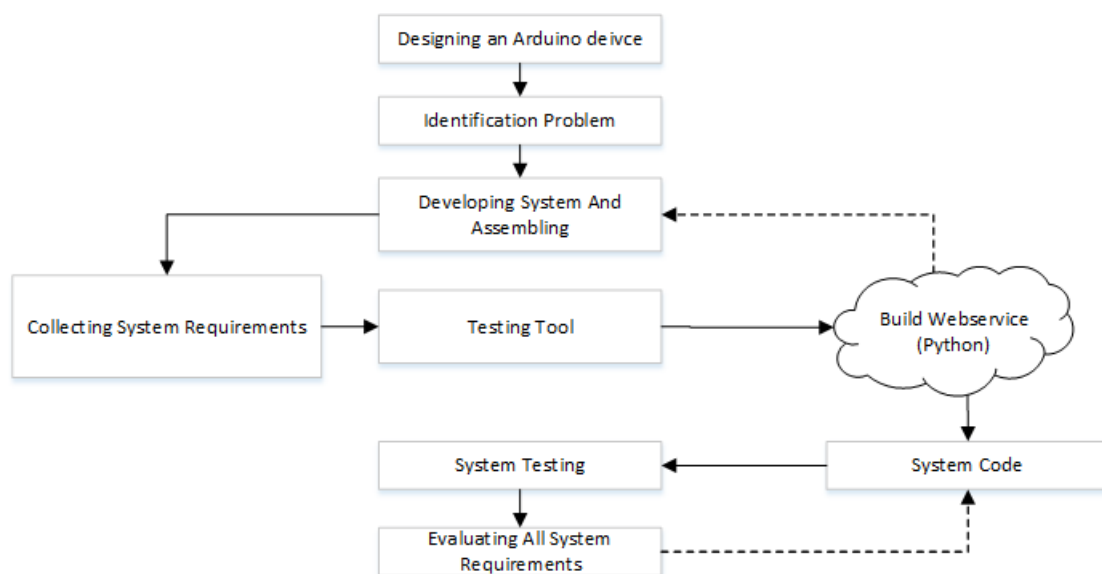 Designing an Arduino deivce
Identification Problem
Developing System And
Assembling
Collecting System Requirements
Testing Tool
Build Webservice
(Python)
System Testing
System Code
Evaluating All System
Requirements